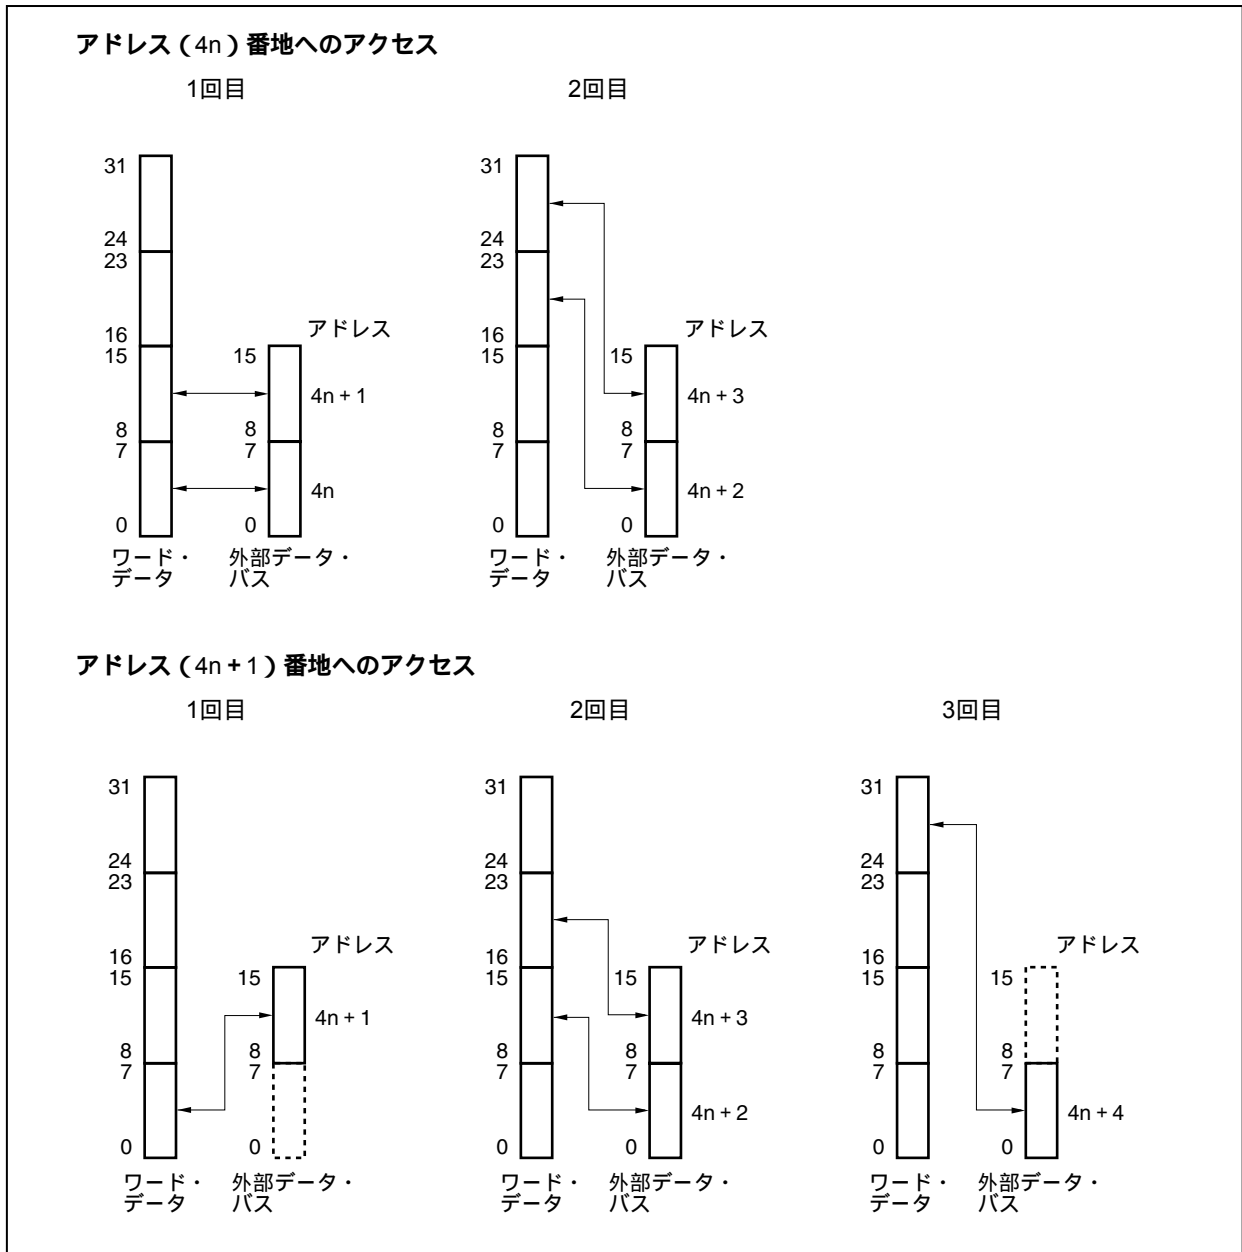 アドレス（4n）番地へのアクセス
1回目
2回目
31
24
23
16
15
8
7
0
アドレス
15
4n + 1
8
7
4n
0
ワード・
データ
外部データ・
バス
31
24
23
16
15
8
7
0
アドレス
15
4n + 3
8
7
4n + 2
0
ワード・
データ
外部データ・
バス
アドレス（4n + 1）番地へのアクセス
1回目
2回目
3回目
31
24
23
16
15
8
7
0
アドレス
15
4n + 1
8
7
0
ワード・
データ
外部データ・
バス
31
24
23
16
15
8
7
0
アドレス
15
4n + 3
8
7
4n + 2
0
ワード・
データ
外部データ・
バス
31
24
23
16
15
8
7
0
アドレス
15
8
7
4n + 4
0
ワード・
データ
外部データ・
バス